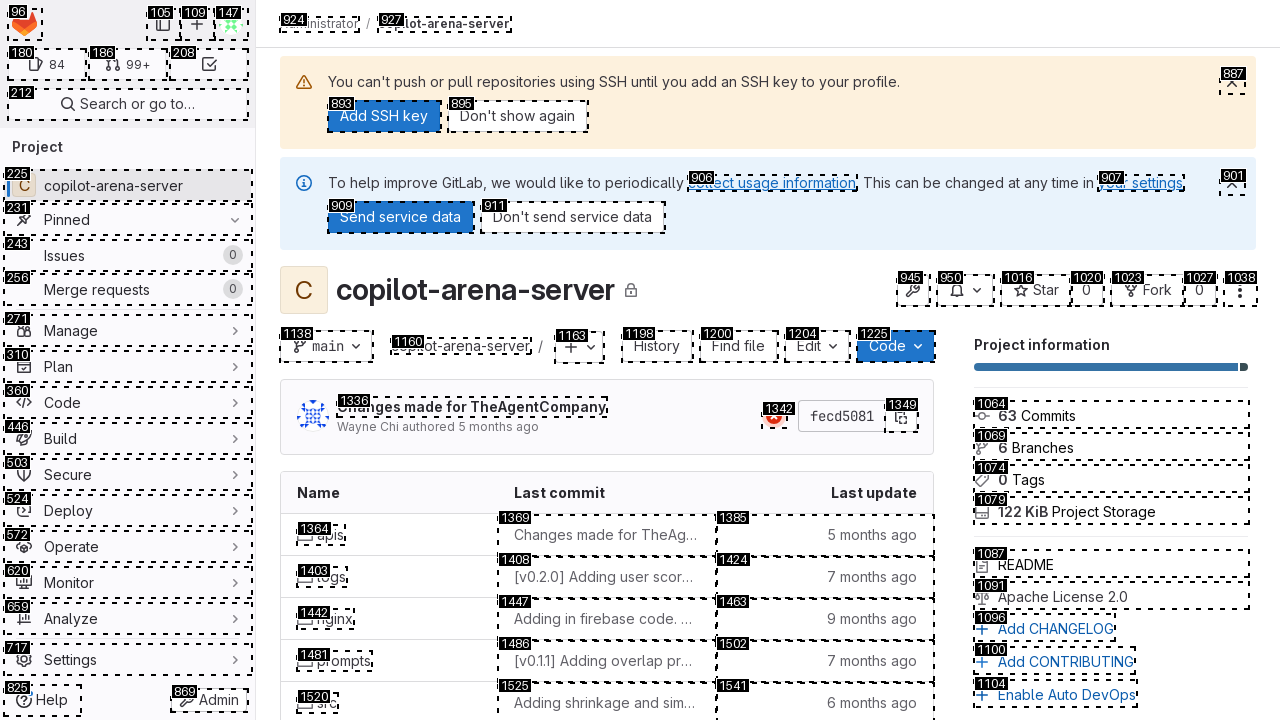 96
105
109
147
180
84
186
99+
208
212
Search or go to…
Project
225
C
copilot-arena-server
231
Pinned
243
Issues
0
256
Merge requests
0
271
Manage
310
Plan
360
Code
446
Build
503
Secure
524
Deploy
572
Operate
620
Monitor
659
Analyze
717
Settings
825
Help
869
Admin
924
Administrator
/
927
copilot-arena-server
You can't push or pull repositories using SSH until you add an SSH key to your profile.
887
893
Add SSH key
895
Don't show again
To help improve GitLab, we would like to periodically
906
collect usage information
. This can be changed at any time in
907
your settings
.
901
909
Send service data
911
Don't send service data
C
copilot-arena-server
945
950
1016
Star
1020
0
1023
Fork
1027
0
1038
1138
main
1160
copilot-arena-server
/
1163
1198
History
1200
Find file
1204
Edit
1225
Code
1336
Changes made for TheAgentCompany
Wayne Chi authored 5 months ago
1342
fecd5081
1349
Name
Last commit
Last update
1364
apis
1369
Changes made for TheAg…
1385
5 months ago
1403
logs
1408
[v0.2.0] Adding user scor…
1424
7 months ago
1442
nginx
1447
Adding in firebase code. …
1463
9 months ago
1481
prompts
1486
[v0.1.1] Adding overlap pr…
1502
7 months ago
1520
src
1525
Adding shrinkage and sim…
1541
6 months ago
Project information
1064
63 Commits
1069
6 Branches
1074
0 Tags
1079
122 KiB Project Storage
1087
README
1091
Apache License 2.0
1096
Add CHANGELOG
1100
Add CONTRIBUTING
1104
Enable Auto DevOps